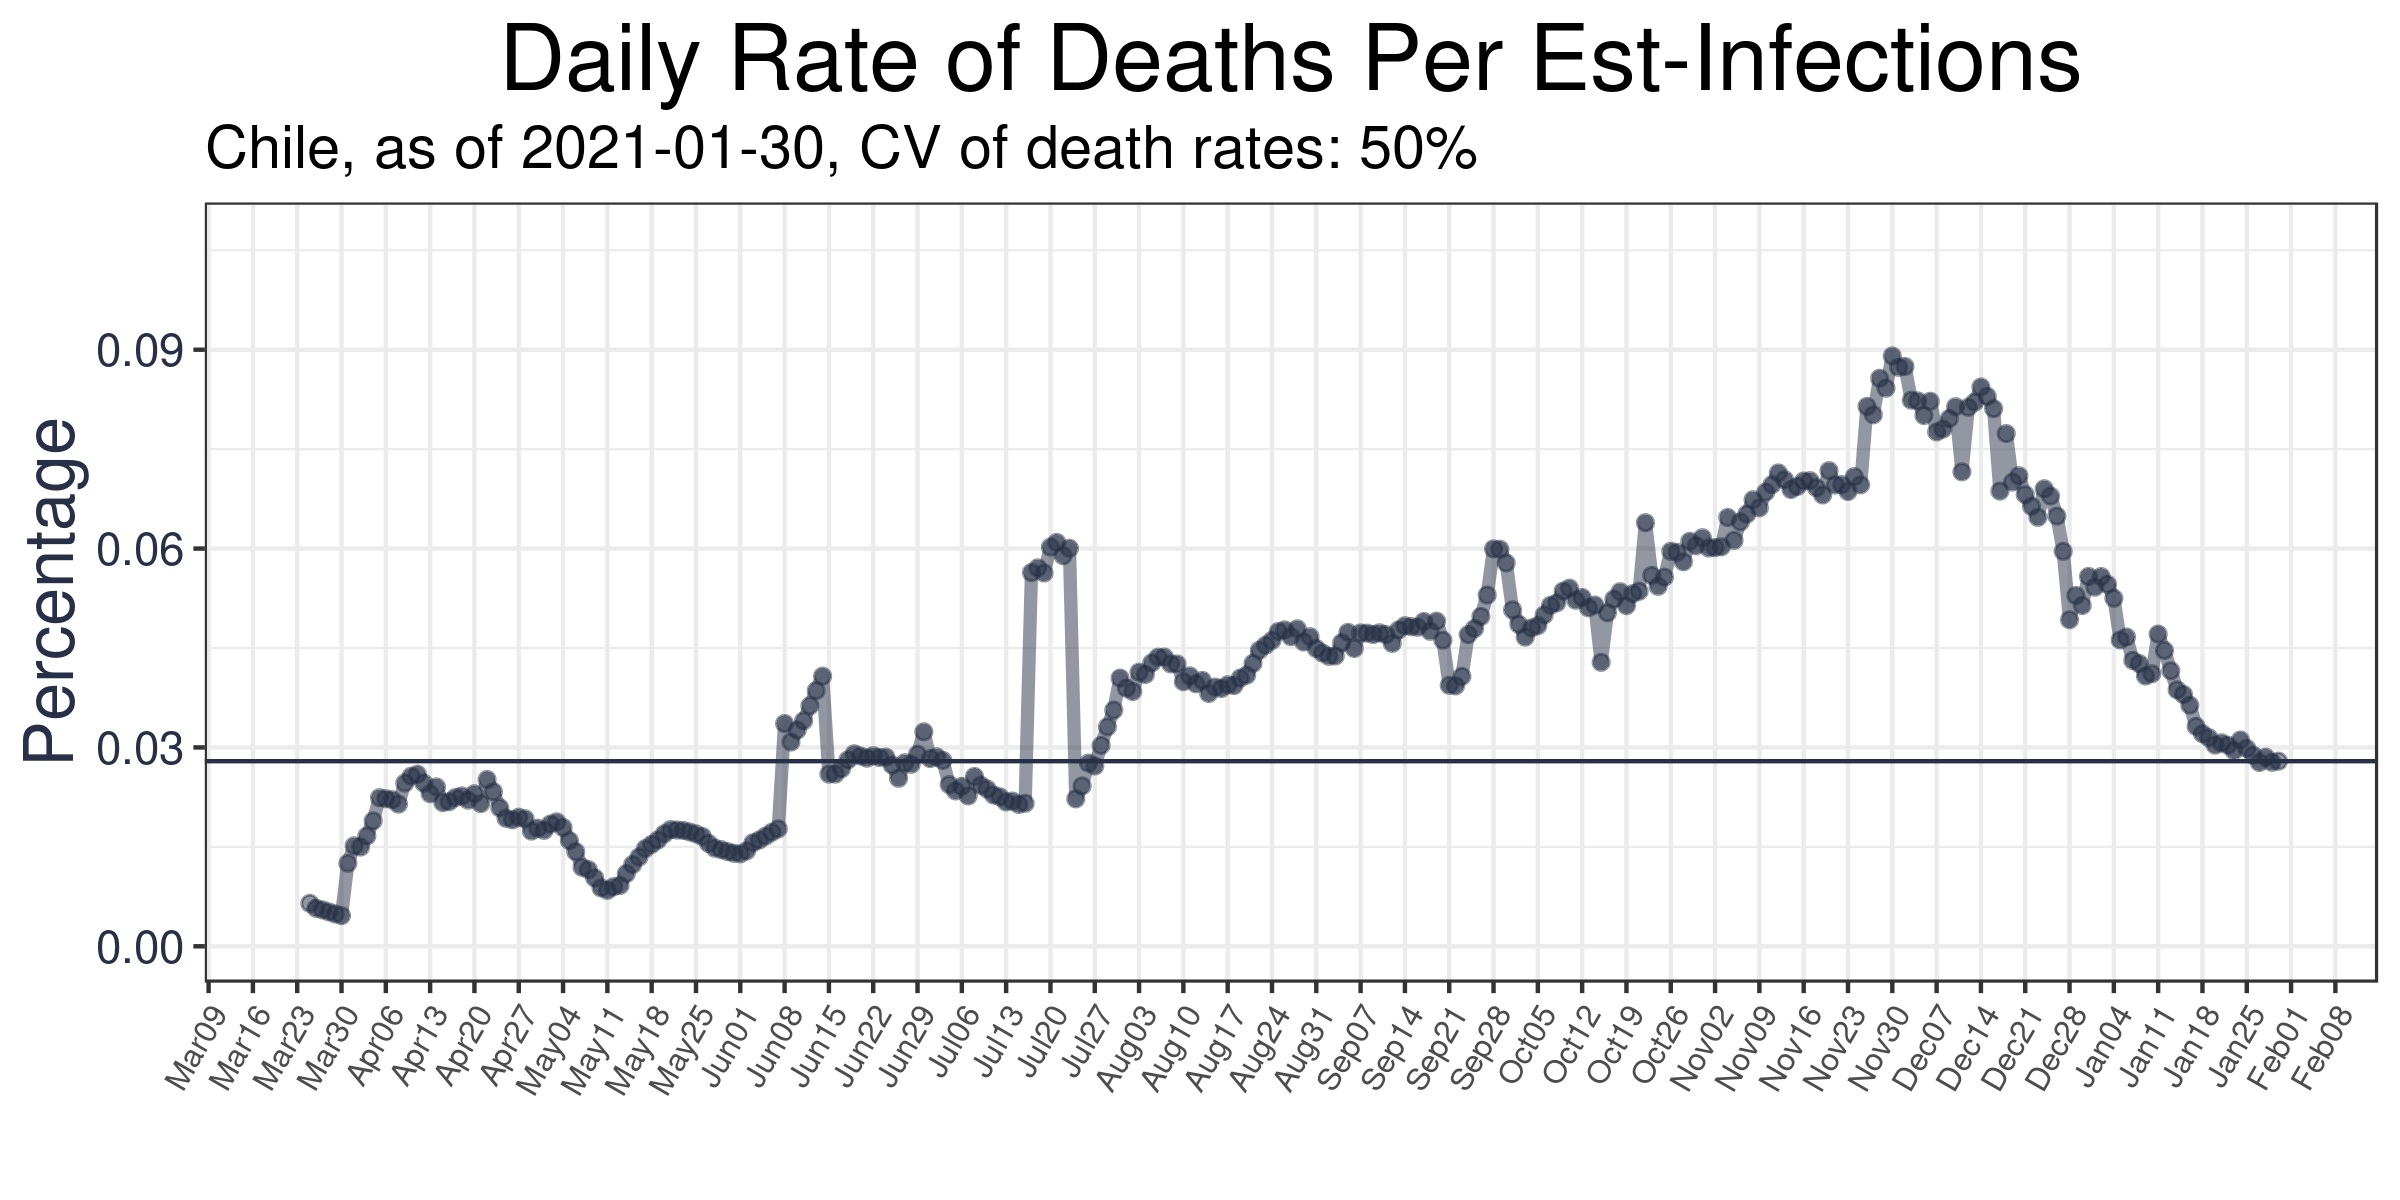 Daily Rate of Deaths Per Est-Infections
Chile, as of 2021-01-30, CV of death rates: 50%
Percentage
0.09
0.06
0.03
0.00
Mar09
Mar16
Mar23
Mar30
Apr06
Apr13
Apr20
Apr27
May04
May11
May18
May25
Jun01
Jun08
Jun15
Jun22
Jun29
Jul06
Jul13
Jul20
Jul27
Aug03
Aug10
Aug17
Aug24
Aug31
Sep07
Sep14
Sep21
Sep28
Oct05
Oct12
Oct19
Oct26
Nov02
Nov09
Nov16
Nov23
Nov30
Dec07
Dec14
Dec21
Dec28
Jan04
Jan11
Jan18
Jan25
Feb01
Feb08